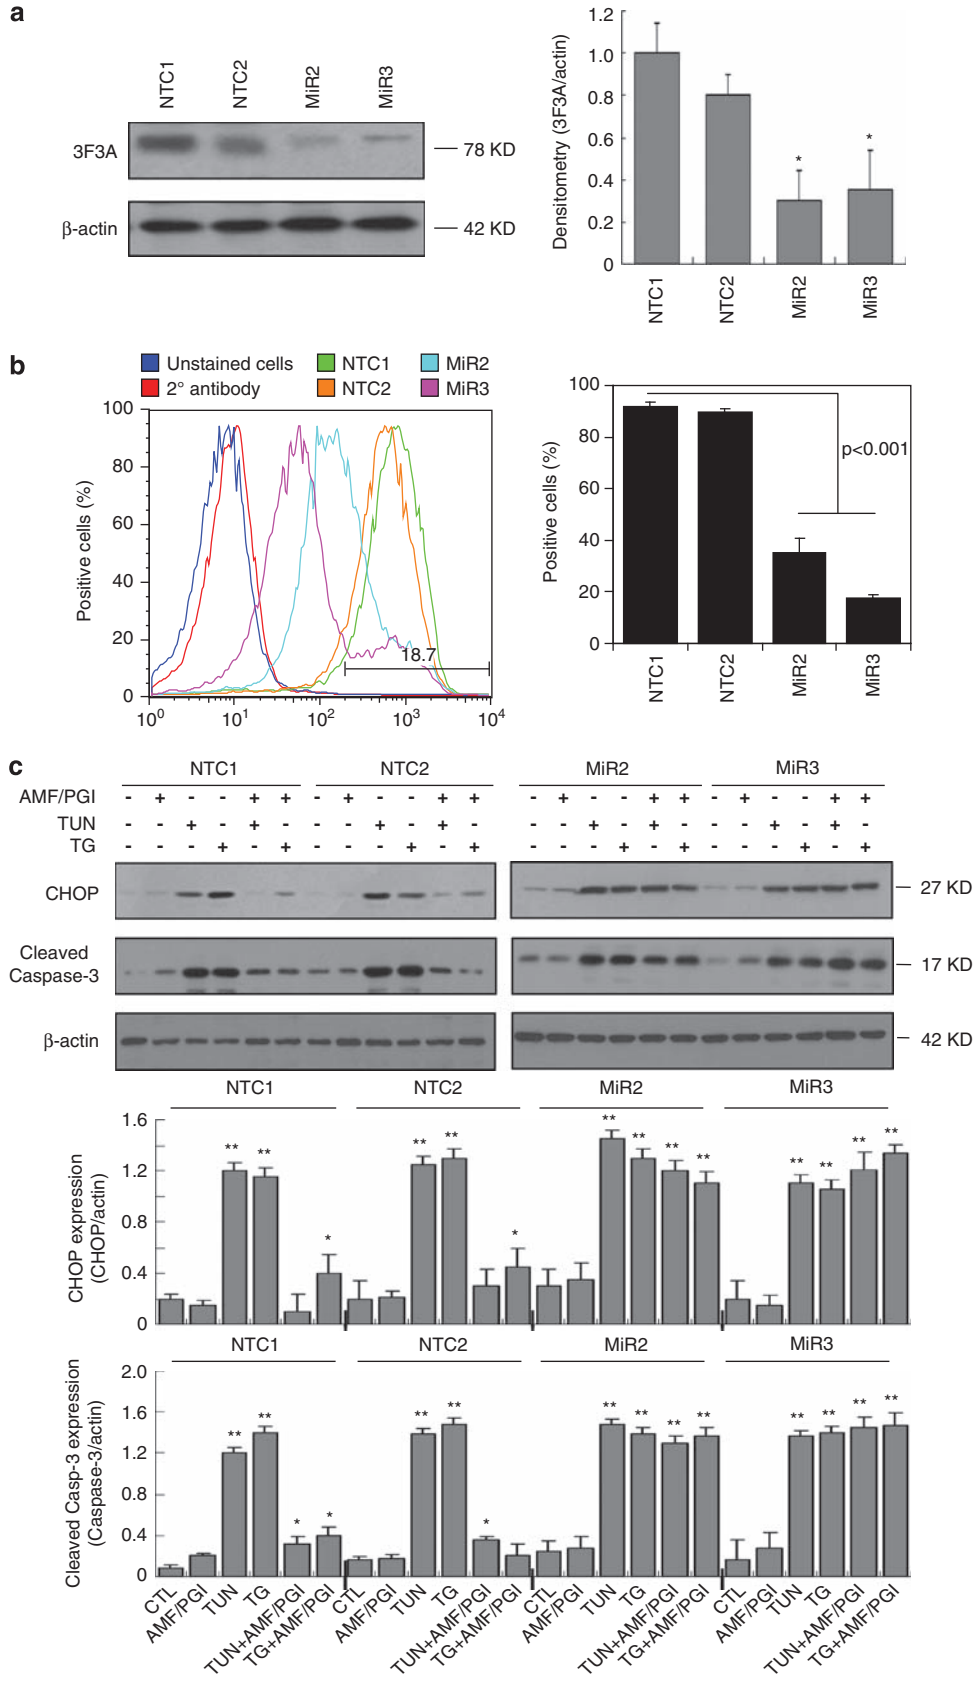 a
NTC1 NTC2 MiR2 MiR3
3F3A
78 KD
β-actin
42 KD
Densitometry (3F3A/actin)
1.2
1.0
0.8
0.6
0.4
0.2
0
* *
NTC1 NTC2 MiR2 MiR3
b
Unstained cells NTC1 MiR2
2° antibody NTC2 MiR3
Positive cells (%)
100
80
60
40
20
0
18.7
10⁰ 10¹ 10² 10³ 10⁴
Positive cells (%)
100
80
60
40
20
0
p<0.001
NTC1 NTC2 MiR2 MiR3
c
NTC1 NTC2 MiR2 MiR3
AMF/PGI - + - - + + - + - - + + - + - - + + - + - - + +
TUN - - + - + - - - + - + - - - + - + - - - + - + -
TG - - - + - + - - - + - + - - - + - + - - - + - +
CHOP
27 KD
Cleaved
Caspase-3
17 KD
β-actin
42 KD
NTC1 NTC2 MiR2 MiR3
CHOP expression
(CHOP/actin)
1.6
1.2
0.8
0.4
0
** ** * ** ** * ** ** ** ** ** ** ** **
NTC1 NTC2 MiR2 MiR3
Cleaved Casp-3 expression
(Caspase-3/actin)
2.0
1.6
1.2
0.8
0.4
0
** ** * * ** ** * ** ** ** ** ** ** ** **
CTL AMF/PGI TUN TG TUN+AMF/PGI TG+AMF/PGI CTL AMF/PGI TUN TG TUN+AMF/PGI TG+AMF/PGI CTL AMF/PGI TUN TG TUN+AMF/PGI TG+AMF/PGI CTL AMF/PGI TUN TG TUN+AMF/PGI TG+AMF/PGI